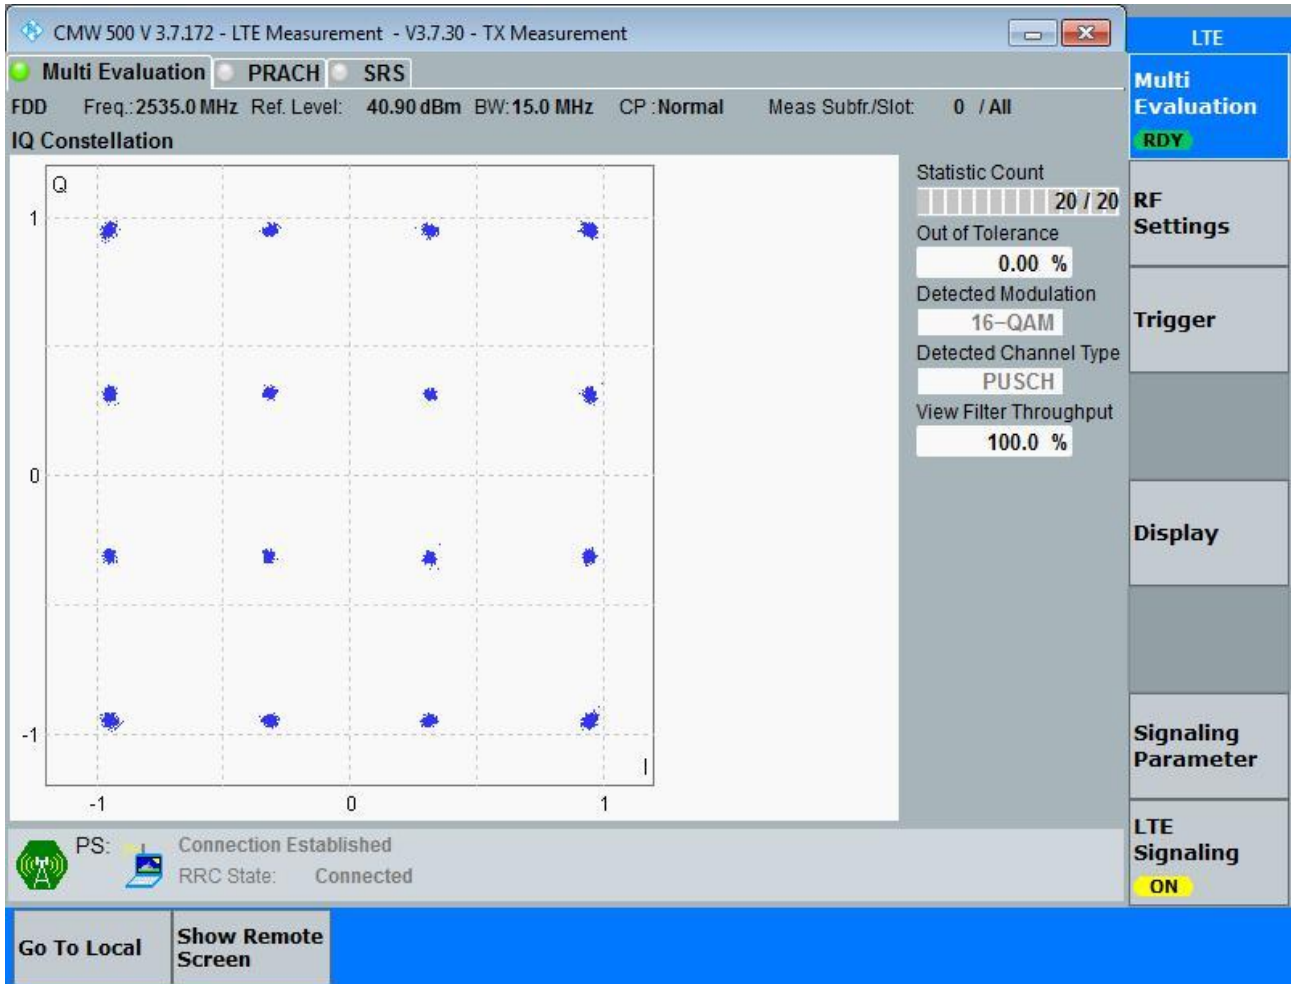 CMW 500 V 3.7.172 - LTE Measurement - V3.7.30 - TX Measurement
LTE
Multi Evaluation PRACH SRS
FDD Freq.: 2535.0 MHz Ref. Level: 40.90 dBm BW: 15.0 MHz CP : Normal Meas Subfr./Slot: 0 / All
IQ Constellation
Q
1
0
-1
I
-1 0 1
Statistic Count
20 / 20
Out of Tolerance
0.00 %
Detected Modulation
16-QAM
Detected Channel Type
PUSCH
View Filter Throughput
100.0 %
Multi
Evaluation
RDY
RF
Settings
Trigger
Display
Signaling
Parameter
LTE
Signaling
ON
PS: Connection Established
RRC State: Connected
Go To Local
Show Remote
Screen